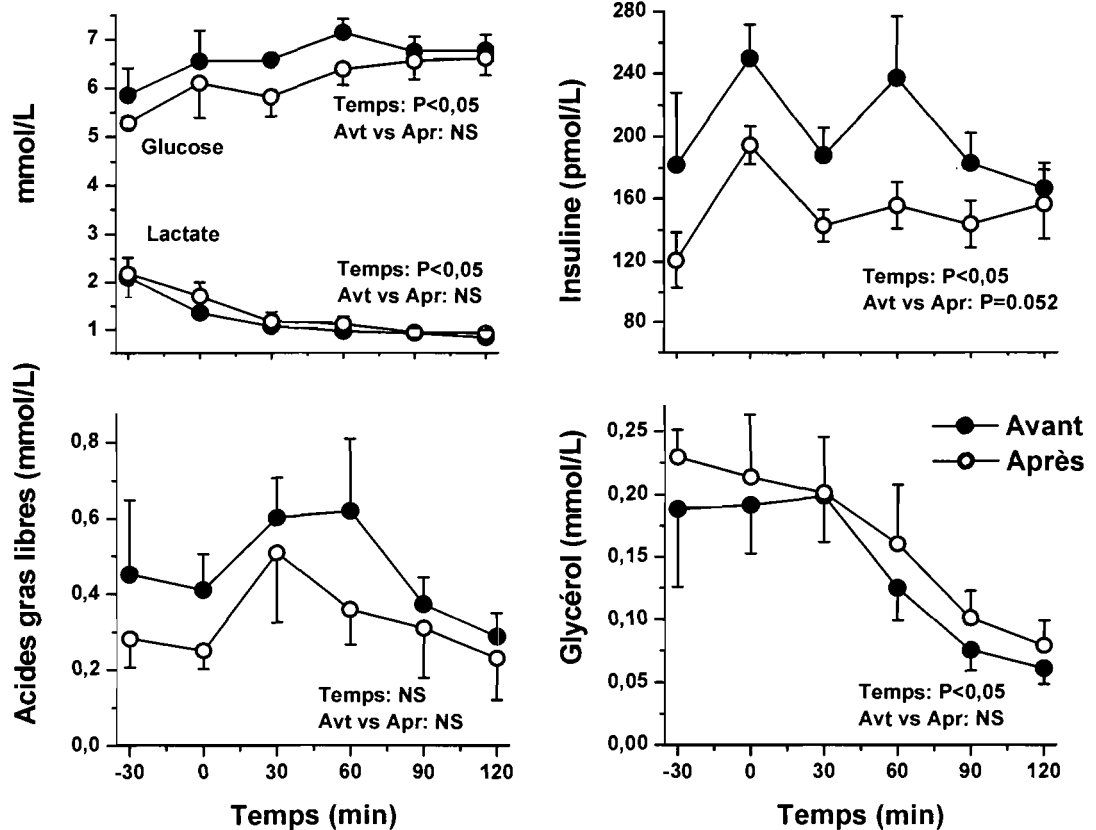 7
6
5
4
3
2
1
mmol/L
Glucose
Temps: P<0,05
Avt vs Apr: NS
Lactate
Temps: P<0,05
Avt vs Apr: NS
280
240
200
160
120
80
Insuline (pmol/L)
Temps: P<0,05
Avt vs Apr: P=0.052
0,8
0,6
0,4
0,2
0,0
Acides gras libres (mmol/L)
Temps: NS
Avt vs Apr: NS
-30 0 30 60 90 120
Temps (min)
0,25
0,20
0,15
0,10
0,05
0,00
Glycérol (mmol/L)
Avant
Après
Temps: P<0,05
Avt vs Apr: NS
-30 0 30 60 90 120
Temps (min)